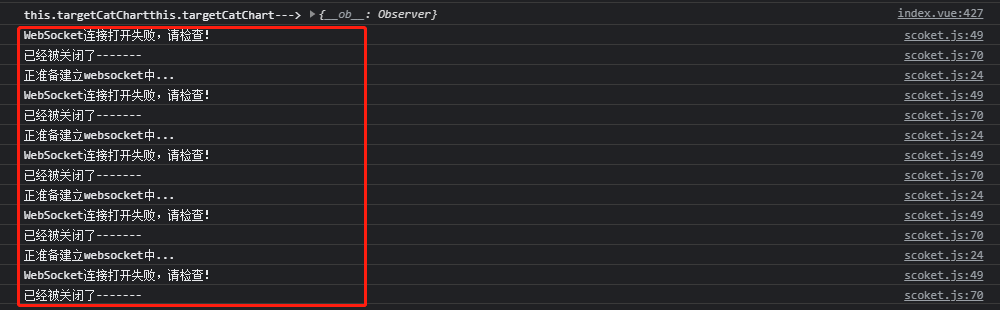 this.targetCatChartthis.targetCatChart---> ▶{__ob__: Observer} index.vue:427
WebSocket连接打开失败，请检查! scoket.js:49
已经被关闭了------- scoket.js:70
正准备建立websocket中... scoket.js:24
WebSocket连接打开失败，请检查! scoket.js:49
已经被关闭了------- scoket.js:70
正准备建立websocket中... scoket.js:24
WebSocket连接打开失败，请检查! scoket.js:49
已经被关闭了------- scoket.js:70
正准备建立websocket中... scoket.js:24
WebSocket连接打开失败，请检查! scoket.js:49
已经被关闭了------- scoket.js:70
正准备建立websocket中... scoket.js:24
WebSocket连接打开失败，请检查! scoket.js:49
已经被关闭了------- scoket.js:70